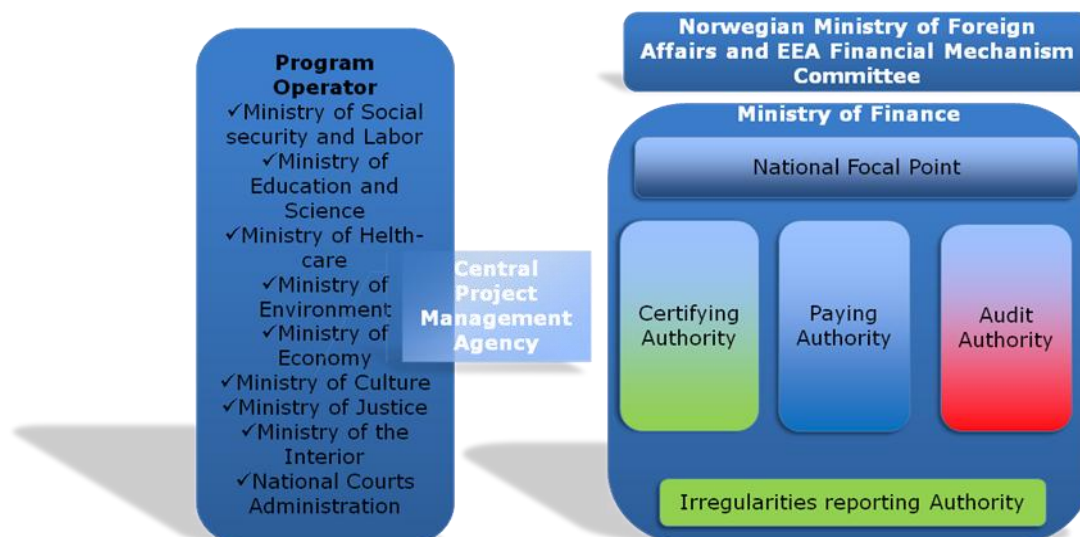 Program
Operator
✓Ministry of Social
security and Labor
✓Ministry of
Education and
Science
✓Ministry of Helth-
care
✓Ministry of
Environment
✓Ministry of
Economy
✓Ministry of Culture
✓Ministry of Justice
✓Ministry of the
Interior
✓National Courts
Administration
Central
Project
Management
Agency
Norwegian Ministry of Foreign
Affairs and EEA Financial Mechanism
Committee
Ministry of Finance
National Focal Point
Certifying
Authority
Paying
Authority
Audit
Authority
Irregularities reporting Authority